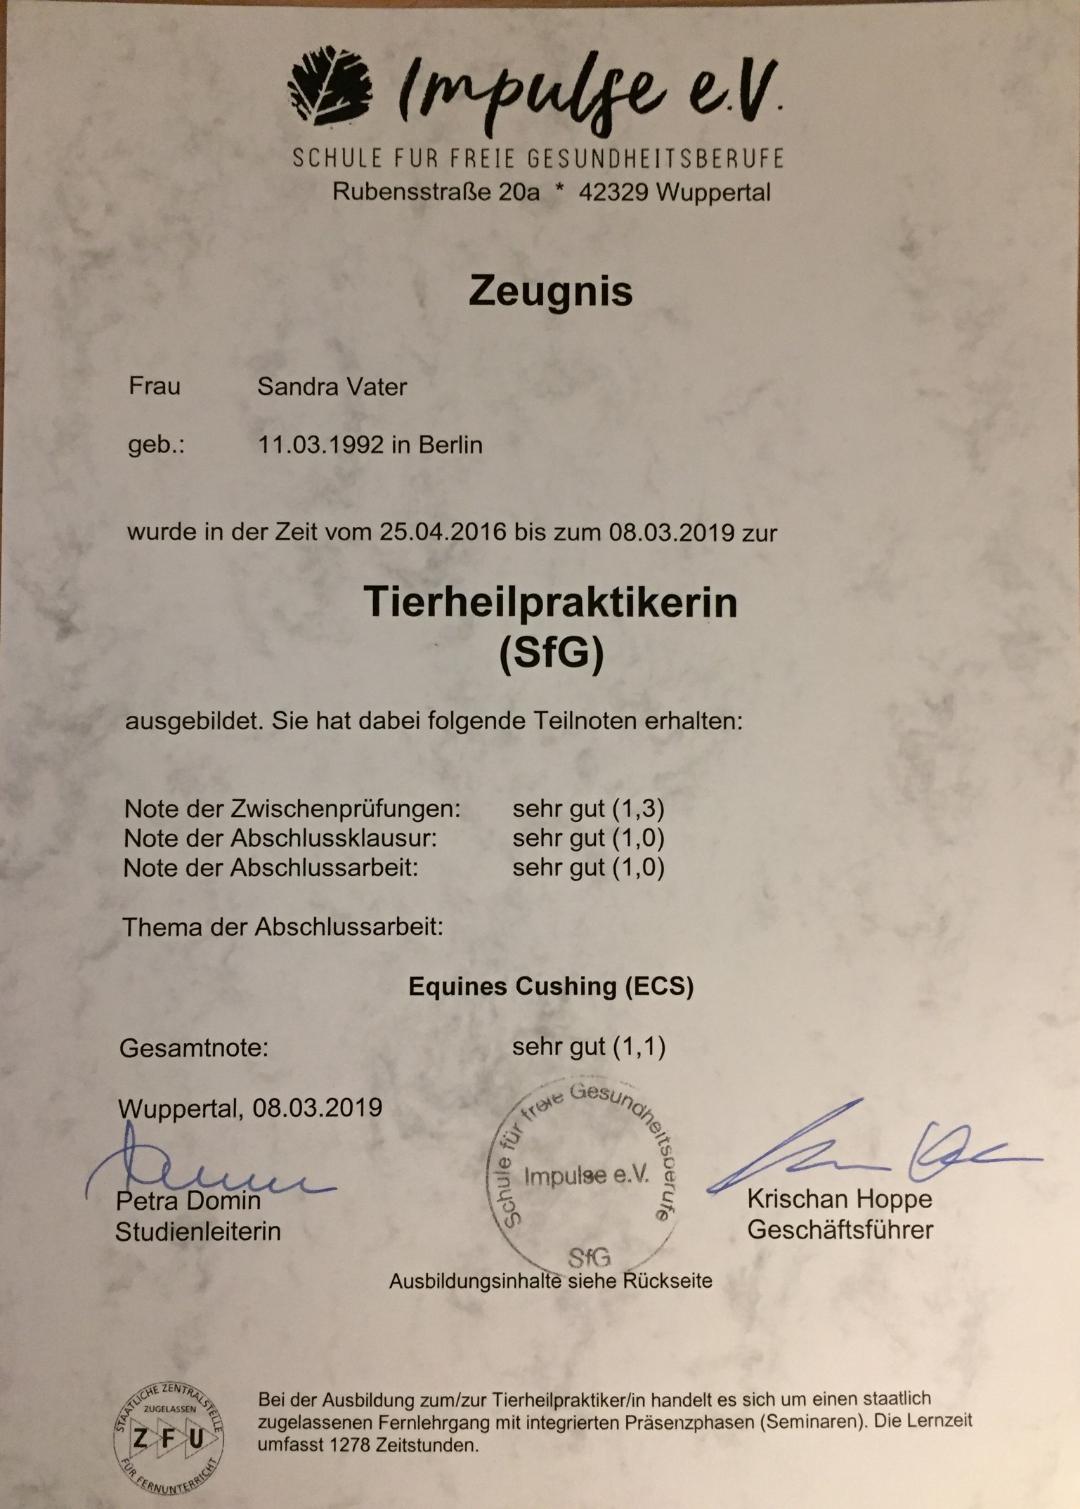 Impulse e.V.
SCHULE FÜR FREIE GESUNDHEITSBERUFE
Rubensstraße 20a * 42329 Wuppertal
Zeugnis
Frau Sandra Vater
geb.: 11.03.1992 in Berlin
wurde in der Zeit vom 25.04.2016 bis zum 08.03.2019 zur
Tierheilpraktikerin
(SfG)
ausgebildet. Sie hat dabei folgende Teilnoten erhalten:
Note der Zwischenprüfungen: sehr gut (1,3)
Note der Abschlussklausur: sehr gut (1,0)
Note der Abschlussarbeit: sehr gut (1,0)
Thema der Abschlussarbeit:
Equines Cushing (ECS)
Gesamtnote: sehr gut (1,1)
Wuppertal, 08.03.2019
Petra Domin
Studienleiterin
Schule für freie Gesundheitsberufe
Impulse e.V.
SfG
Krischan Hoppe
Geschäftsführer
Ausbildungsinhalte siehe Rückseite
STAATLICHE ZENTRALSTELLE
ZUGELASSEN
ZFU
FÜR FERNUNTERRICHT
Bei der Ausbildung zum/zur Tierheilpraktiker/in handelt es sich um einen staatlich
zugelassenen Fernlehrgang mit integrierten Präsenzphasen (Seminaren). Die Lernzeit
umfasst 1278 Zeitstunden.